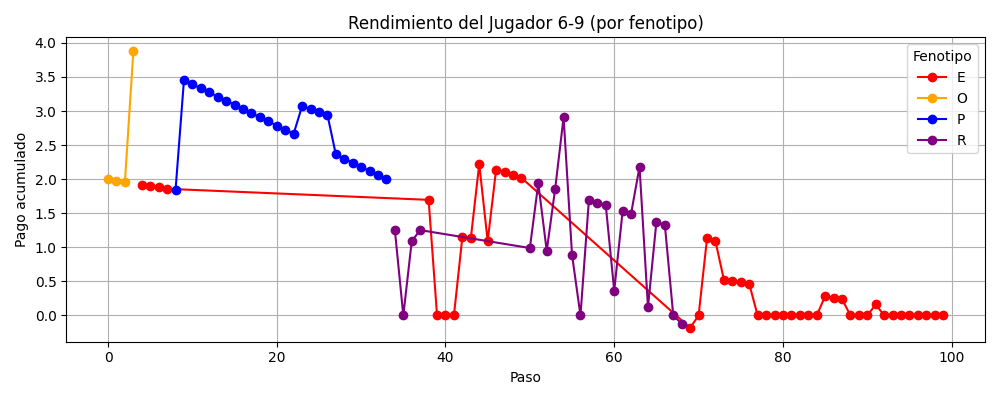 Rendimiento del Jugador 6-9 (por fenotipo)
Pago acumulado
4.0
3.5
3.0
2.5
2.0
1.5
1.0
0.5
0.0
0 20 40 60 80 100
Paso
Fenotipo
E
O
P
R